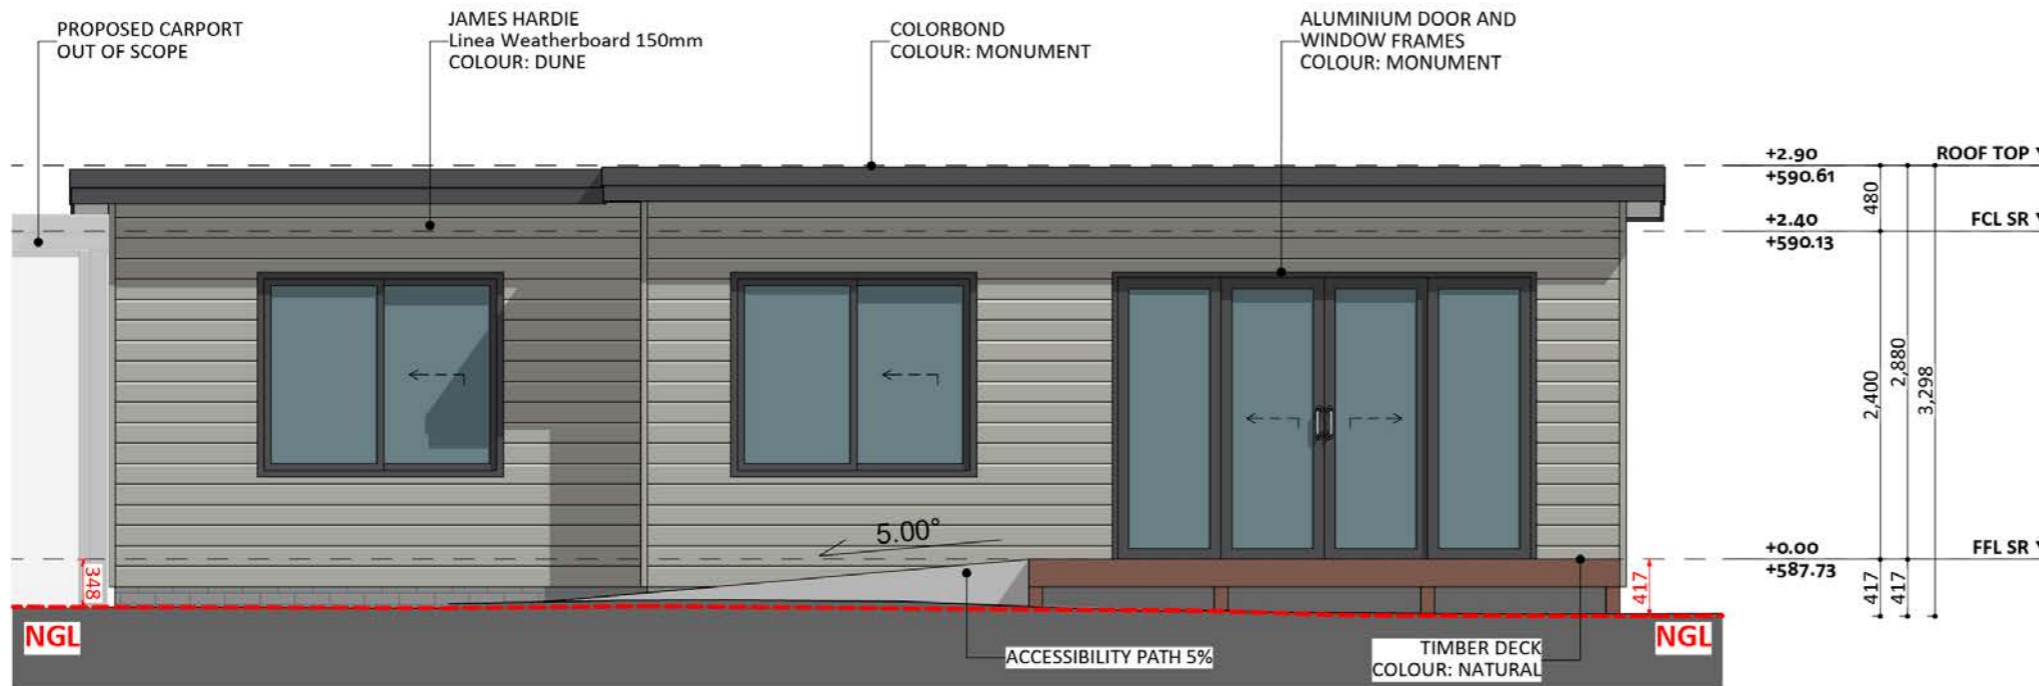 PROPOSED CARPORT
OUT OF SCOPE
JAMES HARDIE
Linea Weatherboard 150mm
COLOUR: DUNE
COLORBOND
COLOUR: MONUMENT
ALUMINIUM DOOR AND
WINDOW FRAMES
COLOUR: MONUMENT
+2.90
+590.61
ROOF TOP
480
+2.40
+590.13
FCL SR
2,400
2,880
3,298
5.00°
+0.00
+587.73
FFL SR
348
417
417
417
NGL
NGL
ACCESSIBILITY PATH 5%
TIMBER DECK
COLOUR: NATURAL